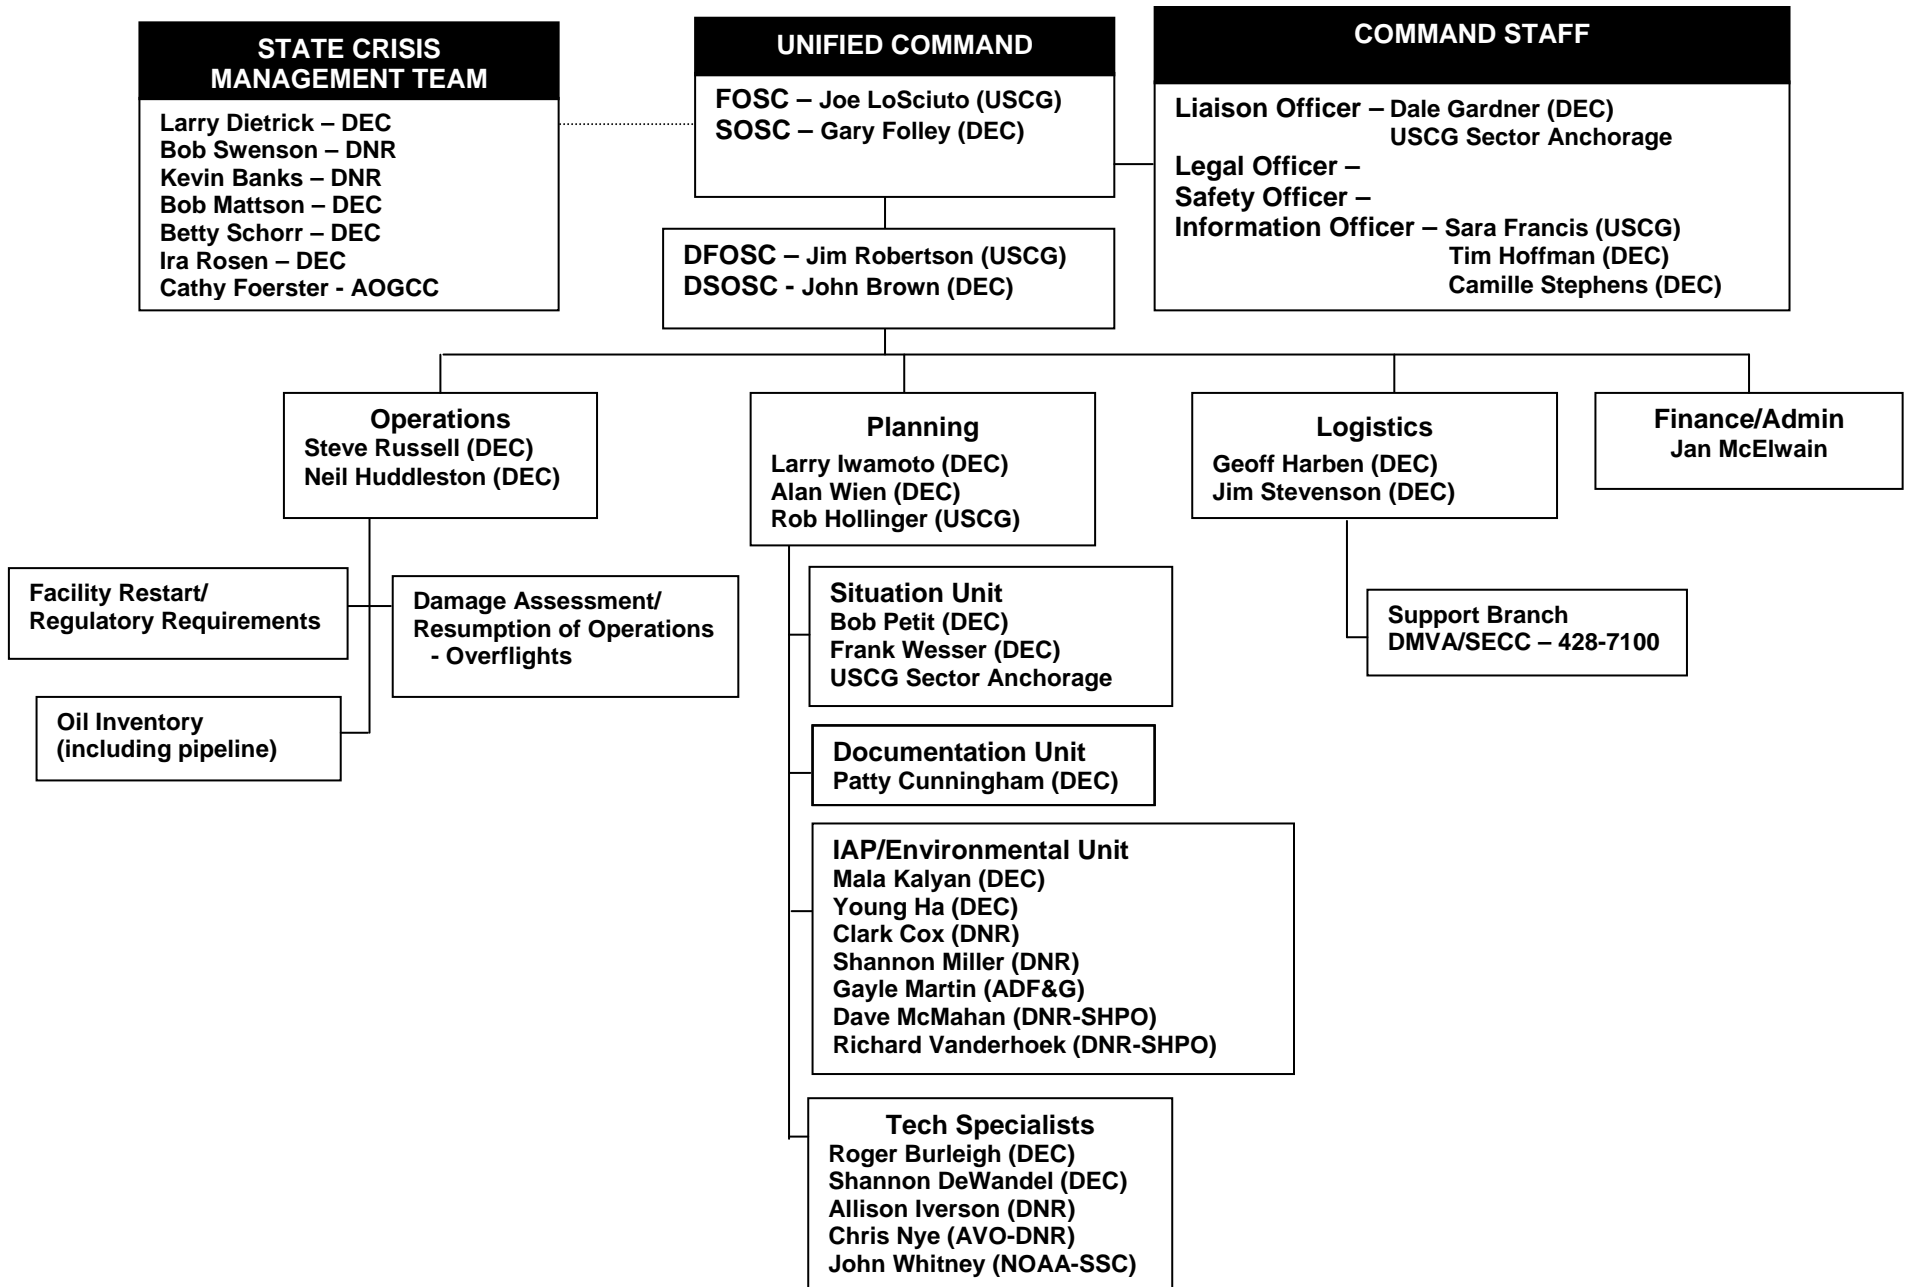 STATE CRISIS
MANAGEMENT TEAM
Larry Dietrick – DEC
Bob Swenson – DNR
Kevin Banks – DNR
Bob Mattson – DEC
Betty Schorr – DEC
Ira Rosen – DEC
Cathy Foerster - AOGCC
UNIFIED COMMAND
FOSC – Joe LoSciuto (USCG)
SOSC – Gary Folley (DEC)
COMMAND STAFF
Liaison Officer – Dale Gardner (DEC)
USCG Sector Anchorage
Legal Officer –
Safety Officer –
Information Officer – Sara Francis (USCG)
Tim Hoffman (DEC)
Camille Stephens (DEC)
DFOSC – Jim Robertson (USCG)
DSOSC - John Brown (DEC)
Operations
Steve Russell (DEC)
Neil Huddleston (DEC)
Planning
Larry Iwamoto (DEC)
Alan Wien (DEC)
Rob Hollinger (USCG)
Logistics
Geoff Harben (DEC)
Jim Stevenson (DEC)
Finance/Admin
Jan McElwain
Facility Restart/
Regulatory Requirements
Damage Assessment/
Resumption of Operations
- Overflights
Oil Inventory
(including pipeline)
Situation Unit
Bob Petit (DEC)
Frank Wesser (DEC)
USCG Sector Anchorage
Support Branch
DMVA/SECC – 428-7100
Documentation Unit
Patty Cunningham (DEC)
IAP/Environmental Unit
Mala Kalyan (DEC)
Young Ha (DEC)
Clark Cox (DNR)
Shannon Miller (DNR)
Gayle Martin (ADF&G)
Dave McMahan (DNR-SHPO)
Richard Vanderhoek (DNR-SHPO)
Tech Specialists
Roger Burleigh (DEC)
Shannon DeWandel (DEC)
Allison Iverson (DNR)
Chris Nye (AVO-DNR)
John Whitney (NOAA-SSC)